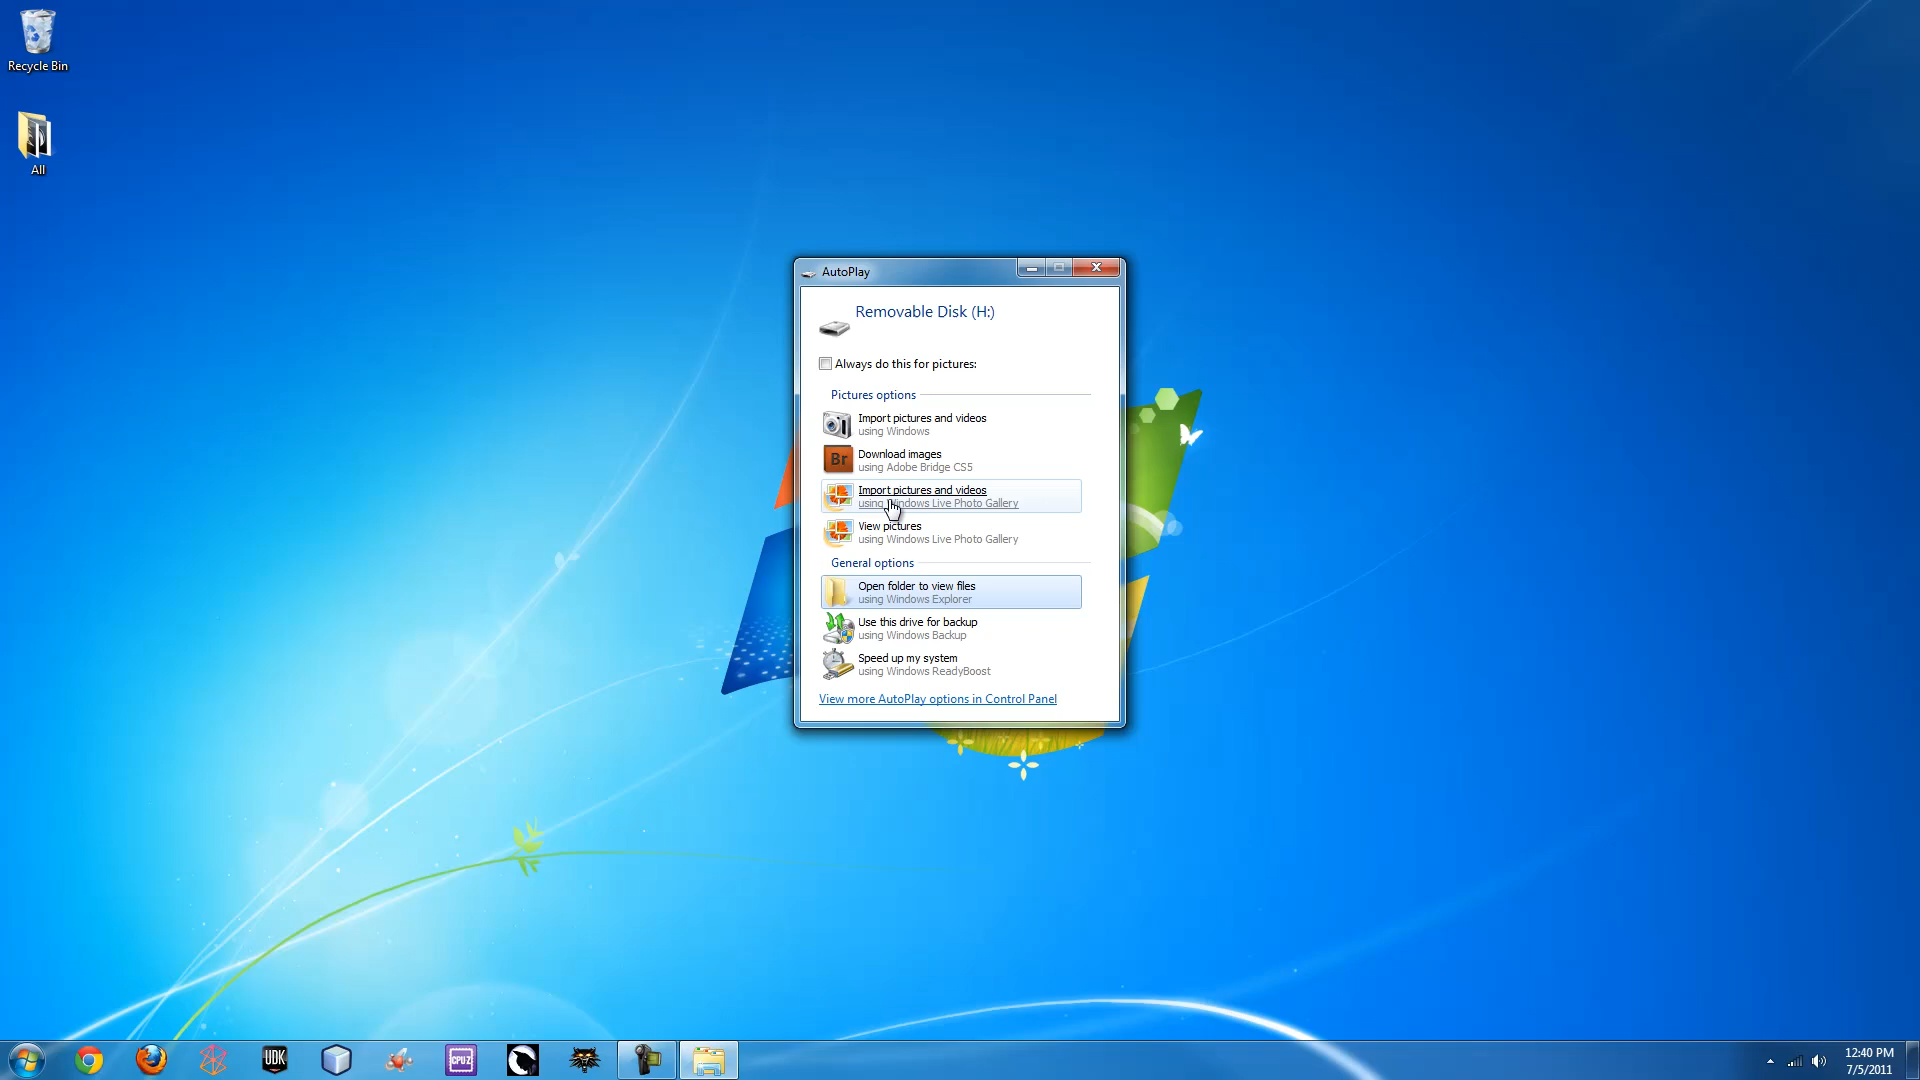 Recycle Bin
All
AutoPlay
Removable Disk (H:)
Always do this for pictures:
Pictures options
Import pictures and videos
using Windows
Br
Download images
using Adobe Bridge CS5
Import pictures and videos
using Windows Live Photo Gallery
View pictures
using Windows Live Photo Gallery
General options
Open folder to view files
using Windows Explorer
Use this drive for backup
using Windows Backup
Speed up my system
using Windows ReadyBoost
View more AutoPlay options in Control Panel
UDK
CPU Z
12:40 PM
7/5/2011